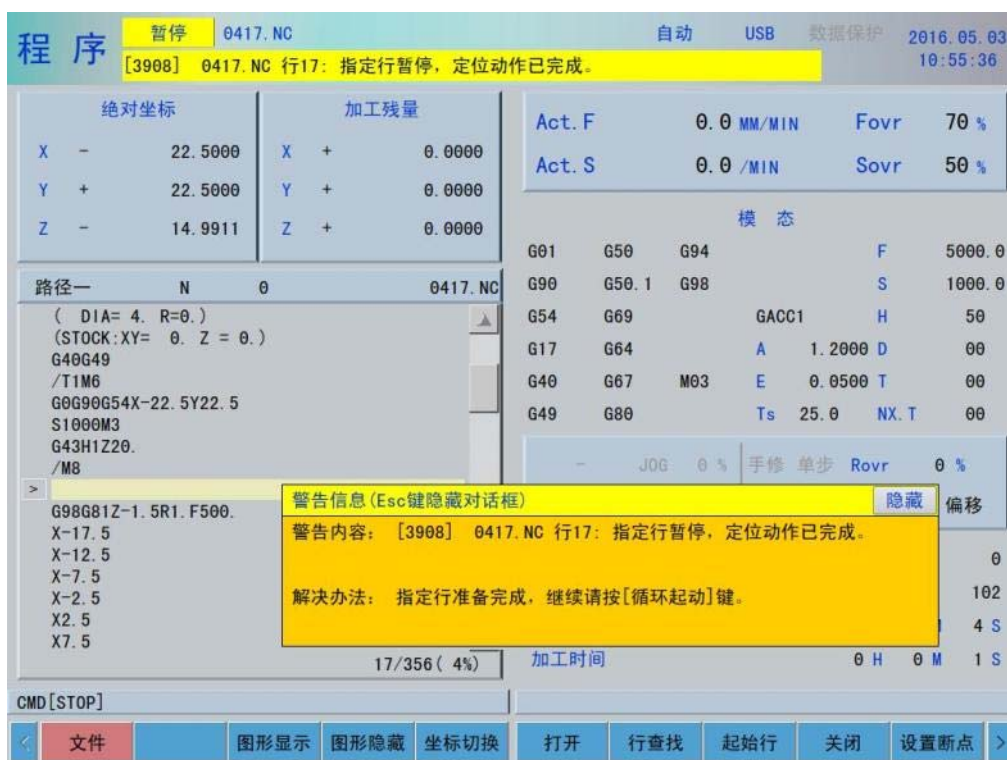 程 序
暂停 0417.NC 自动 USB 数据保护 2016.05.03
[3908] 0417.NC 行17: 指定行暂停，定位动作已完成。 10:55:36
绝对坐标 加工残量
X - 22.5000 X + 0.0000
Y + 22.5000 Y + 0.0000
Z - 14.9911 Z + 0.0000
Act.F 0.0 MM/MIN Fovr 70 %
Act.S 0.0 /MIN Sovr 50 %
模 态
G01 G50 G94 F 5000.0
G90 G50.1 G98 S 1000.0
G54 G69 GACC1 H 50
G17 G64 A 1.2000 D 00
G40 G67 M03 E 0.0500 T 00
G49 G80 Ts 25.0 NX.T 00
路径一 N 0 0417.NC
( DIA= 4. R=0.)
(STOCK:XY= 0. Z = 0.)
G40G49
/T1M6
G0G90G54X-22.5Y22.5
S1000M3
G43H1Z20.
/M8
>
G98G81Z-1.5R1.F500.
X-17.5
X-12.5
X-7.5
X-2.5
X2.5
X7.5
17/356( 4%)
- JOG 0 % 手修 单步 Rovr 0 %
偏移
警告信息(Esc键隐藏对话框) 隐藏
警告内容: [3908] 0417.NC 行17: 指定行暂停，定位动作已完成。
解决办法: 指定行准备完成，继续请按[循环起动]键。
0
102
4 S
加工时间 0 H 0 M 1 S
CMD[STOP]
< 文件 图形显示 图形隐藏 坐标切换 打开 行查找 起始行 关闭 设置断点 >